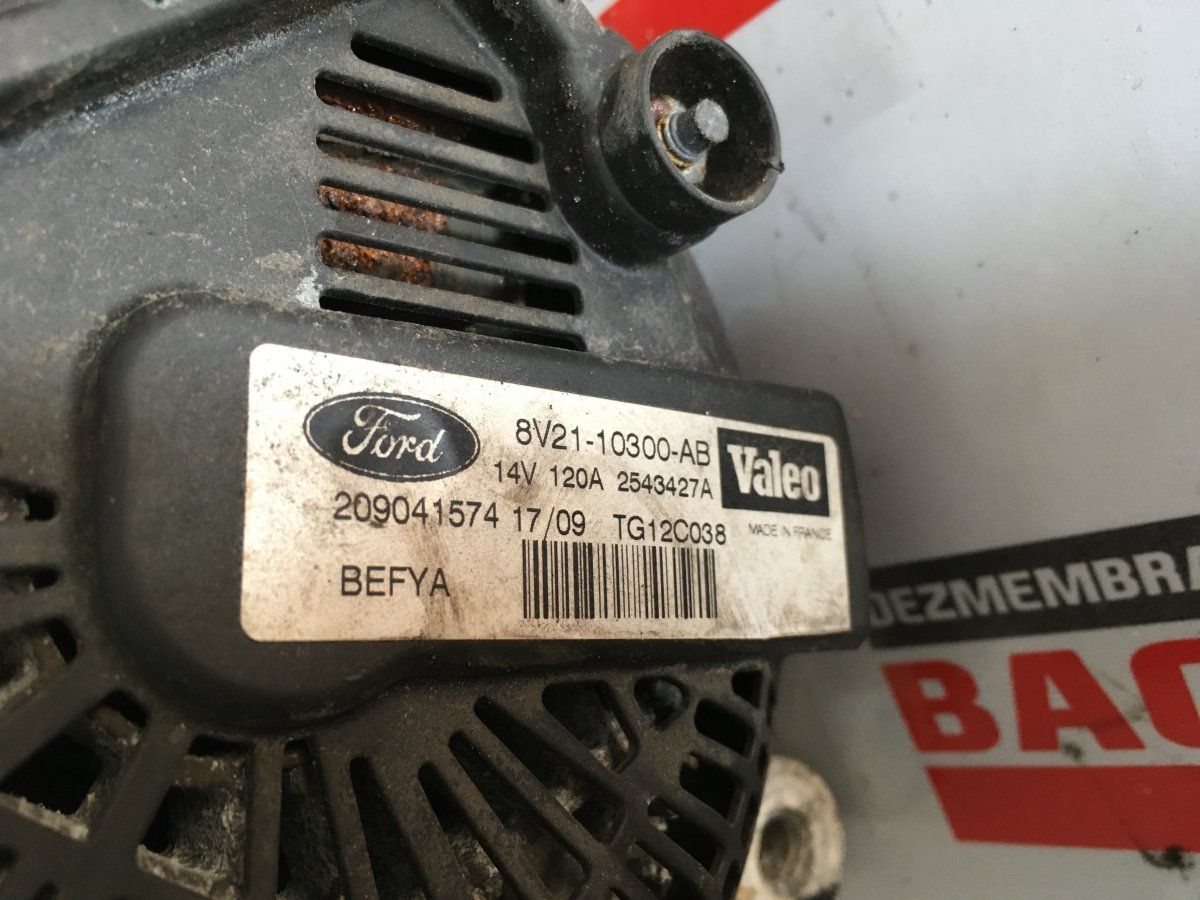 Ford
8V21-10300-AB
Valeo
14V 120A 2543427A
209041574 17/09 TG12C038
MADE IN FRANCE
BEFYA
DEZMEMBRA
BAC